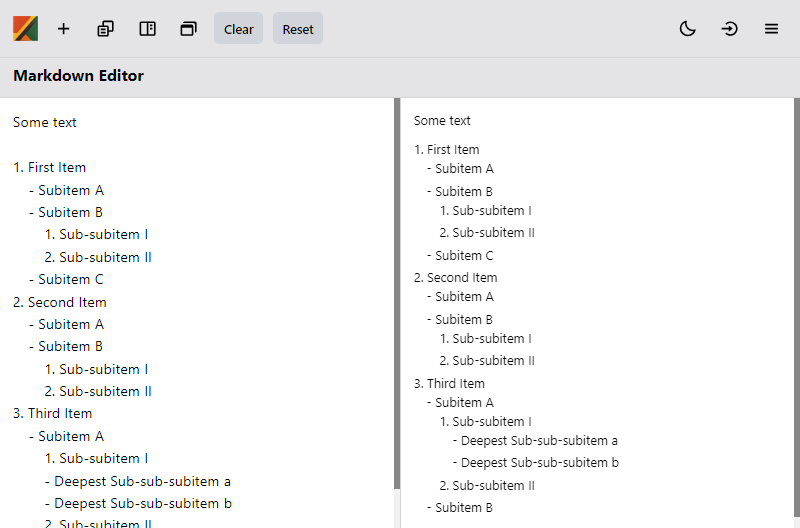 Clear Reset
Markdown Editor
Some text
1. First Item
- Subitem A
- Subitem B
1. Sub-subitem I
2. Sub-subitem II
- Subitem C
2. Second Item
- Subitem A
- Subitem B
1. Sub-subitem I
2. Sub-subitem II
3. Third Item
- Subitem A
1. Sub-subitem I
- Deepest Sub-sub-subitem a
- Deepest Sub-sub-subitem b
2. Sub-subitem II
Some text
1. First Item
- Subitem A
- Subitem B
1. Sub-subitem I
2. Sub-subitem II
- Subitem C
2. Second Item
- Subitem A
- Subitem B
1. Sub-subitem I
2. Sub-subitem II
3. Third Item
- Subitem A
1. Sub-subitem I
- Deepest Sub-sub-subitem a
- Deepest Sub-sub-subitem b
2. Sub-subitem II
- Subitem B